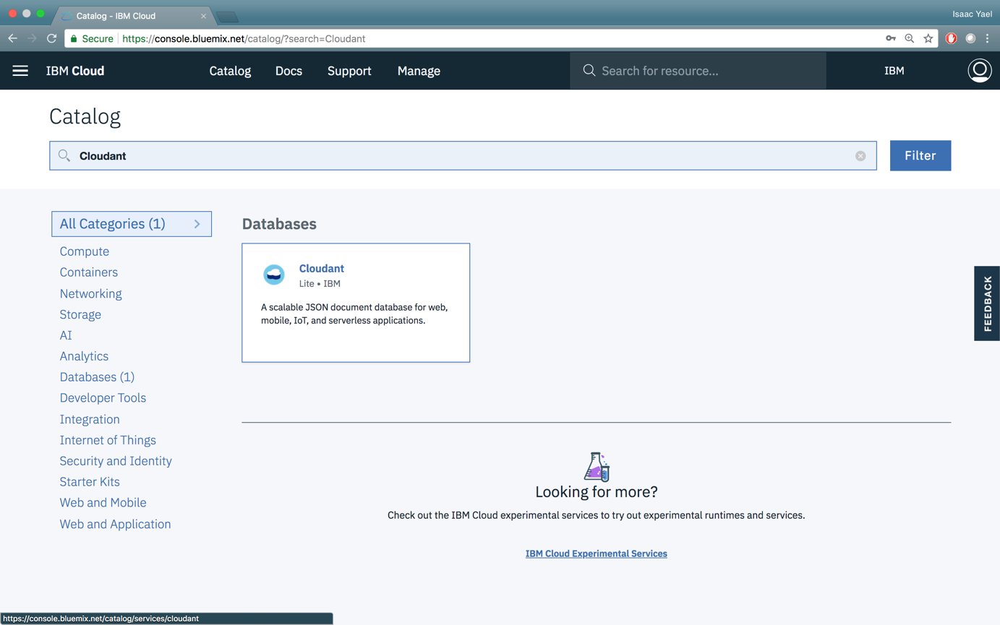 Catalog - IBM Cloud
Isaac Yael
Secure https://console.bluemix.net/catalog/?search=Cloudant
IBM Cloud Catalog Docs Support Manage Search for resource... IBM
Catalog
Cloudant Filter
All Categories (1)
Compute
Containers
Networking
Storage
AI
Analytics
Databases (1)
Developer Tools
Integration
Internet of Things
Security and Identity
Starter Kits
Web and Mobile
Web and Application
Databases
Cloudant
Lite • IBM
A scalable JSON document database for web,
mobile, IoT, and serverless applications.
FEEDBACK
Looking for more?
Check out the IBM Cloud experimental services to try out experimental runtimes and services.
IBM Cloud Experimental Services
https://console.bluemix.net/catalog/services/cloudant